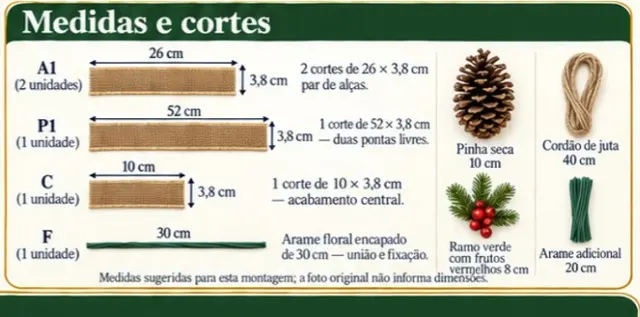 Medidas e cortes
26 cm
A1
(2 unidades)
3,8 cm
2 cortes de 26 × 3,8 cm
par de alças.
52 cm
P1
(1 unidade)
3,8 cm
1 corte de 52 × 3,8 cm
— duas pontas livres.
10 cm
C
(1 unidade)
3,8 cm
1 corte de 10 × 3,8 cm
— acabamento central.
30 cm
F
(1 unidade)
Arame floral encapado
de 30 cm — união e fixação.
Pinha seca
10 cm
Cordão de juta
40 cm
Ramo verde
com frutos
vermelhos 8 cm
Arame adicional
20 cm
Medidas sugeridas para esta montagem; a foto original não informa dimensões.